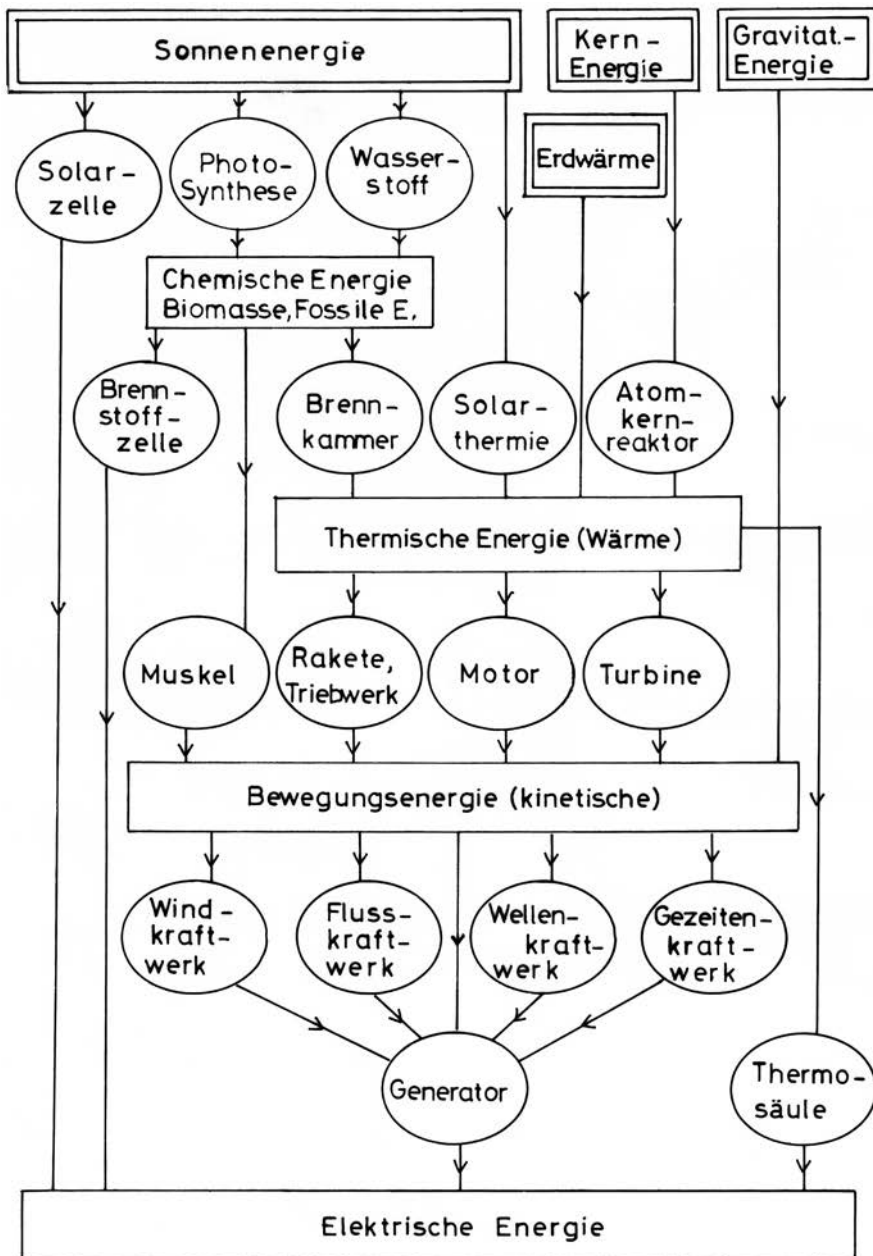 Sonnenenergie
Kern-
Energie
Gravitat.-
Energie
Erdwärme
Solar-
zelle
Photo-
Synthese
Wasser-
stoff
Chemische Energie
Biomasse, Fossile E.
Brenn-
stoff-
zelle
Brenn-
kammer
Solar-
thermie
Atom-
kern-
reaktor
Thermische Energie (Wärme)
Muskel
Rakete,
Triebwerk
Motor
Turbine
Bewegungsenergie (kinetische)
Wind-
kraft-
werk
Fluss-
kraft-
werk
Wellen-
kraft-
werk
Gezeiten-
kraft-
werk
Generator
Thermo-
säule
Elektrische Energie